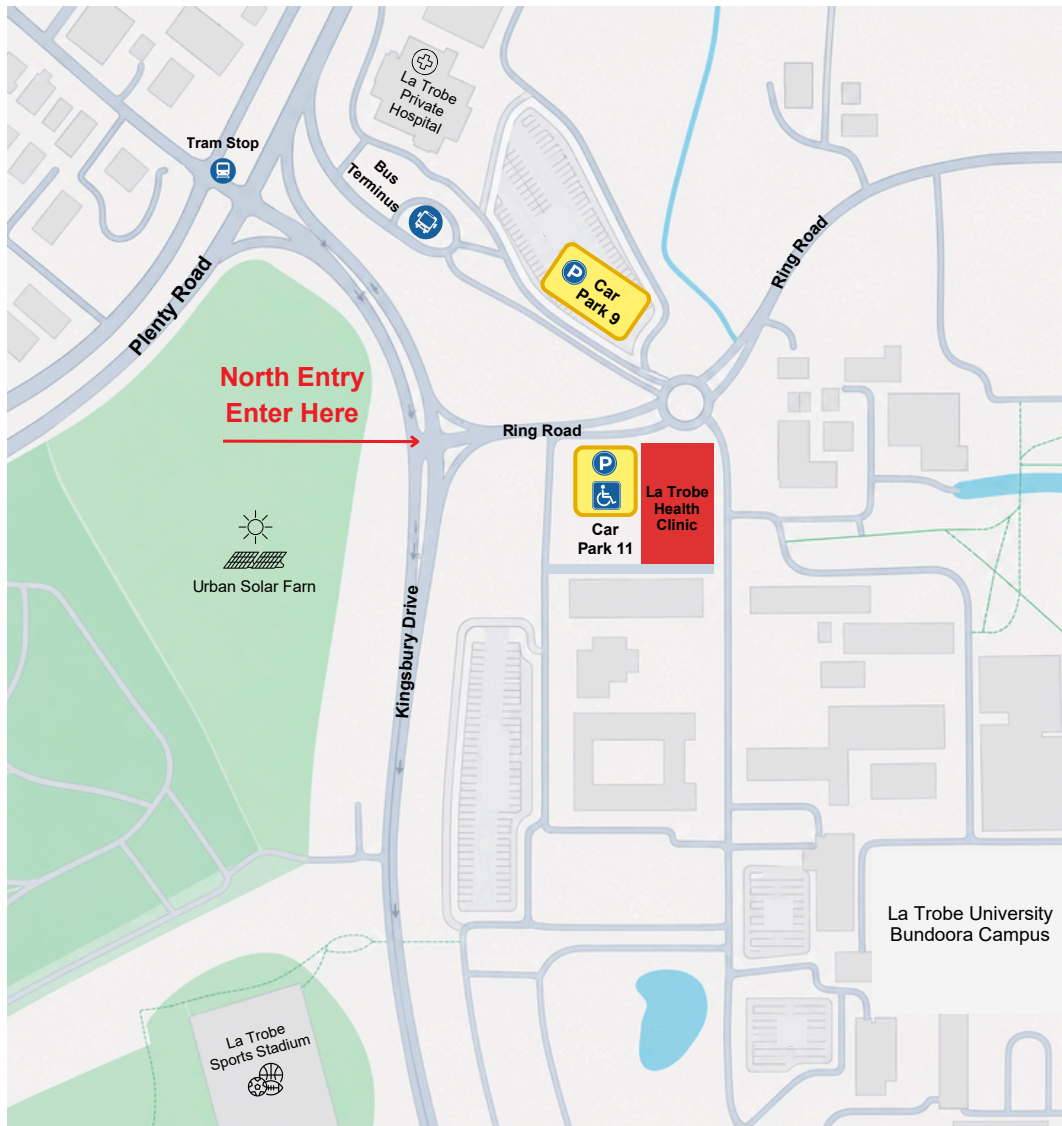 La Trobe
Private
Hospital
Tram Stop
Bus
Terminus
Ring Road
Plenty Road
P
Car
Park 9
North Entry
Enter Here
Ring Road
P
Car
Park 11
La Trobe
Health
Clinic
Urban Solar Farn
Kingsbury Drive
La Trobe University
Bundoora Campus
La Trobe
Sports Stadium